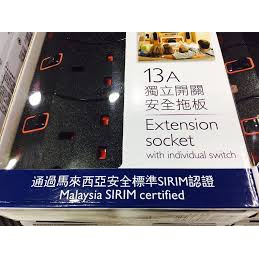 13A
獨立開關
安全拖板
Extension
socket
with individual switch
通過馬來西亞安全標準SIRIM認證
Malaysia SIRIM certified